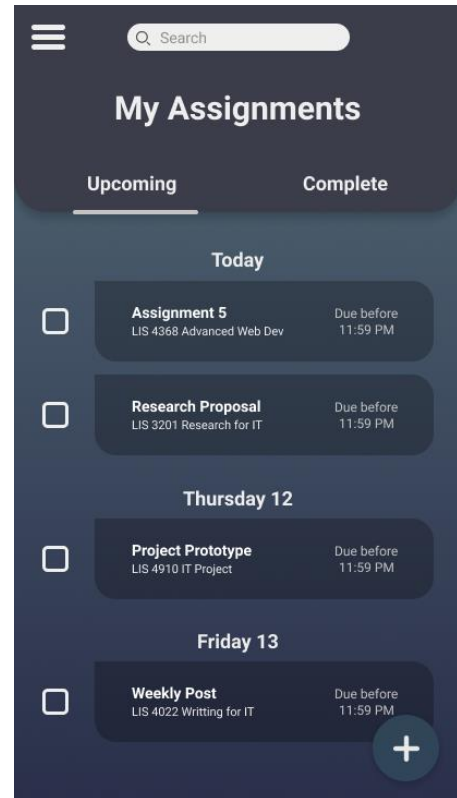 Search
My Assignments
Upcoming Complete
Today
Assignment 5
LIS 4368 Advanced Web Dev
Due before
11:59 PM
Research Proposal
LIS 3201 Research for IT
Due before
11:59 PM
Thursday 12
Project Prototype
LIS 4910 IT Project
Due before
11:59 PM
Friday 13
Weekly Post
LIS 4022 Writting for IT
Due before
11:59 PM
+